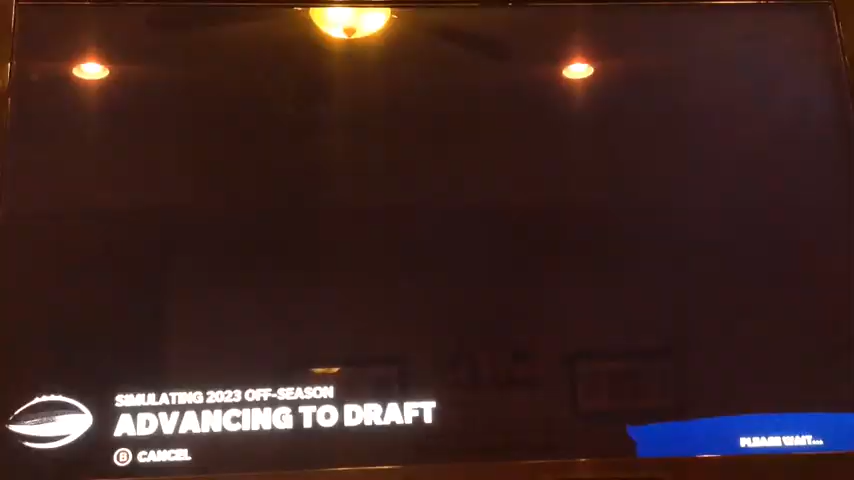 SIMULATING 2023 OFF-SEASON
ADVANCING TO DRAFT
B CANCEL
PLEASE WAIT...